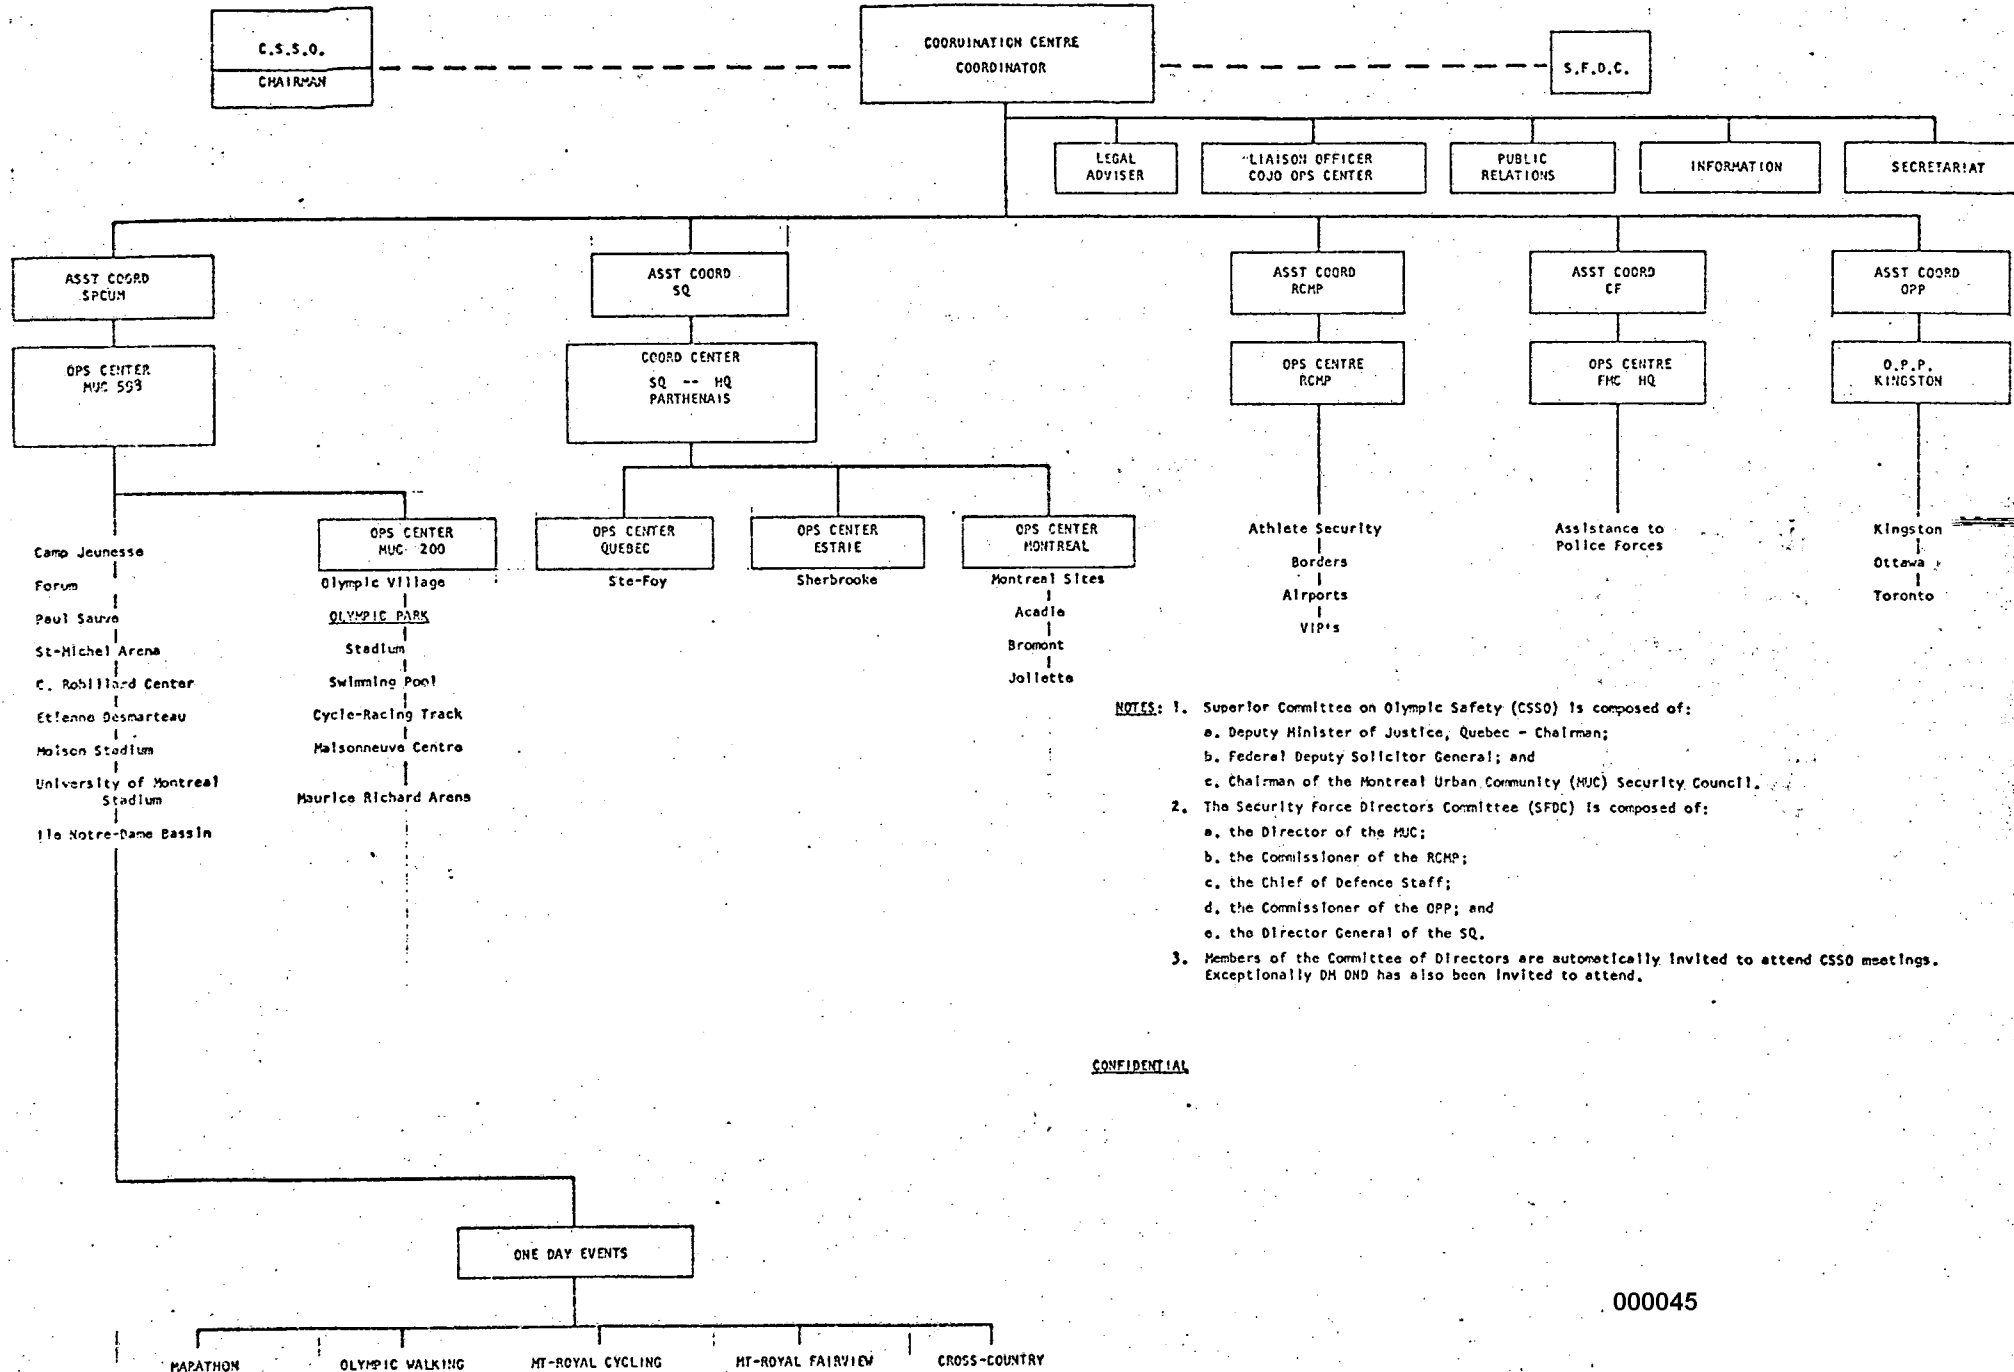 C.S.S.O.
CHAIRMAN
COORDINATION CENTRE
COORDINATOR
S.F.D.C.
LEGAL
ADVISER
LIAISON OFFICER
COJO OPS CENTER
PUBLIC
RELATIONS
INFORMATION
SECRETARIAT
ASST COORD
SPCUM
ASST COORD
SQ
ASST COORD
RCMP
ASST COORD
CF
ASST COORD
OPP
OPS CENTER
MUC 593
COORD CENTER
SQ -- HQ
PARTHENAIS
OPS CENTRE
RCMP
OPS CENTRE
FMC HQ
O.P.P.
KINGSTON
Camp Jeunesse
Forum
Paul Sauve
St-Michel Arena
C. Robillard Center
Etienne Desmarteau
Molson Stadium
University of Montreal
Stadium
Ile Notre-Dame Bassin
OPS CENTER
MUC 200
Olympic Village
OLYMPIC PARK
Stadium
Swimming Pool
Cycle-Racing Track
Maisonneuve Centre
Maurice Richard Arena
OPS CENTER
QUEBEC
Ste-Foy
OPS CENTER
ESTRIE
Sherbrooke
OPS CENTER
MONTREAL
Montreal Sites
Acadie
Bromont
Joliette
Athlete Security
Borders
Airports
VIP's
Assistance to
Police Forces
Kingston
Ottawa
Toronto
NOTES: 1. Superior Committee on Olympic Safety (CSSO) is composed of:
a. Deputy Minister of Justice, Quebec - Chairman;
b. Federal Deputy Solicitor General; and
c. Chairman of the Montreal Urban Community (MUC) Security Council.
2. The Security Force Directors Committee (SFDC) is composed of:
a. the Director of the MUC;
b. the Commissioner of the RCMP;
c. the Chief of Defence Staff;
d. the Commissioner of the OPP; and
e. the Director General of the SQ.
3. Members of the Committee of Directors are automatically invited to attend CSSO meetings.
Exceptionally DM DND has also been invited to attend.
CONFIDENTIAL
ONE DAY EVENTS
MARATHON
OLYMPIC WALKING
MT-ROYAL CYCLING
MT-ROYAL FAIRVIEW
CROSS-COUNTRY
000045